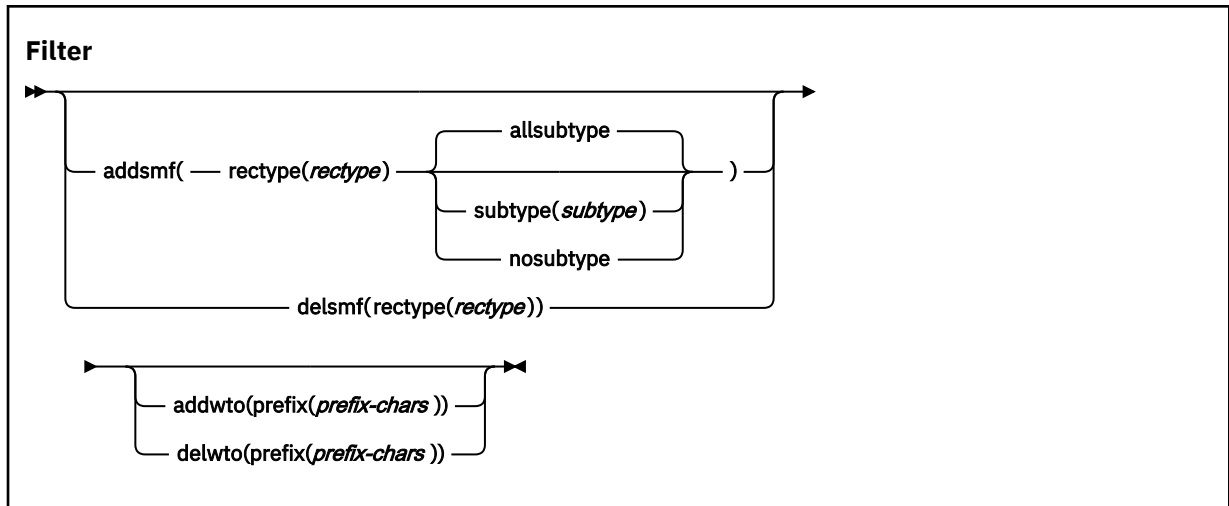 Filter
allsubtype
addsmf( rectype(rectype) )
subtype(subtype)
nosubtype
delsmf(rectype(rectype))
addwto(prefix(prefix-chars ))
delwto(prefix(prefix-chars ))